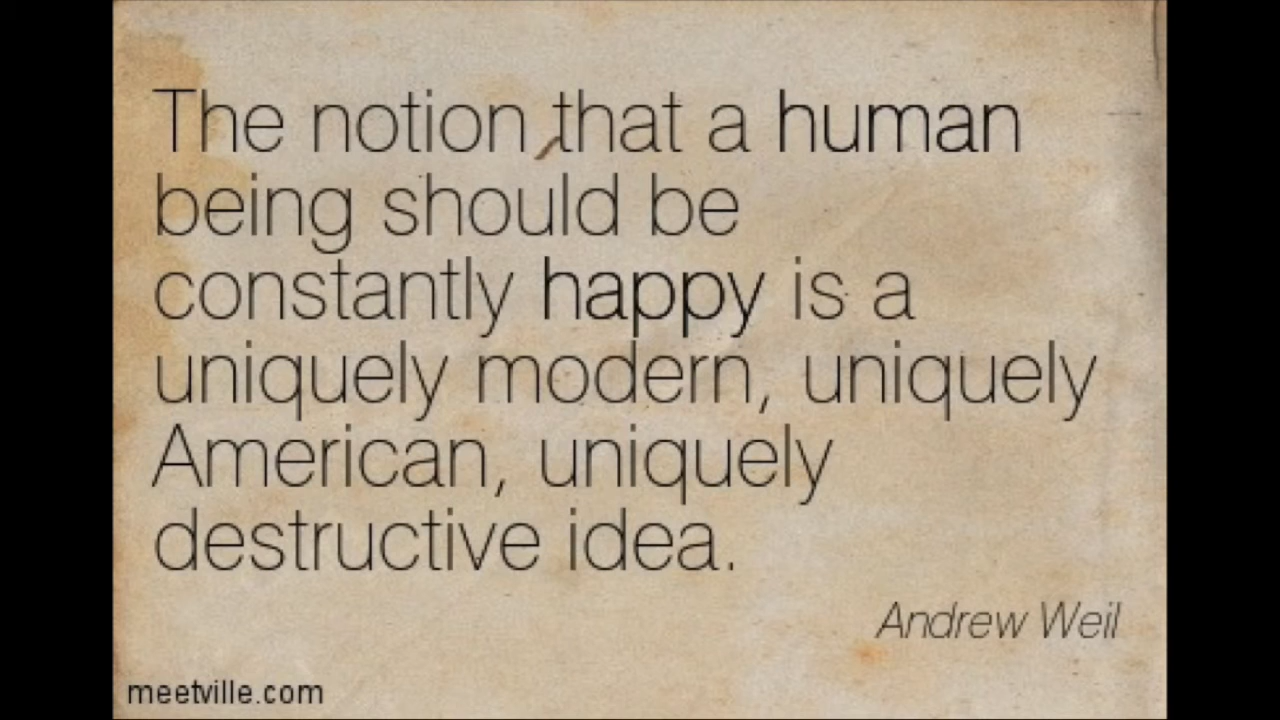 The notion that a human
being should be
constantly happy is a
uniquely modern, uniquely
American, uniquely
destructive idea.
Andrew Weil
meetville.com